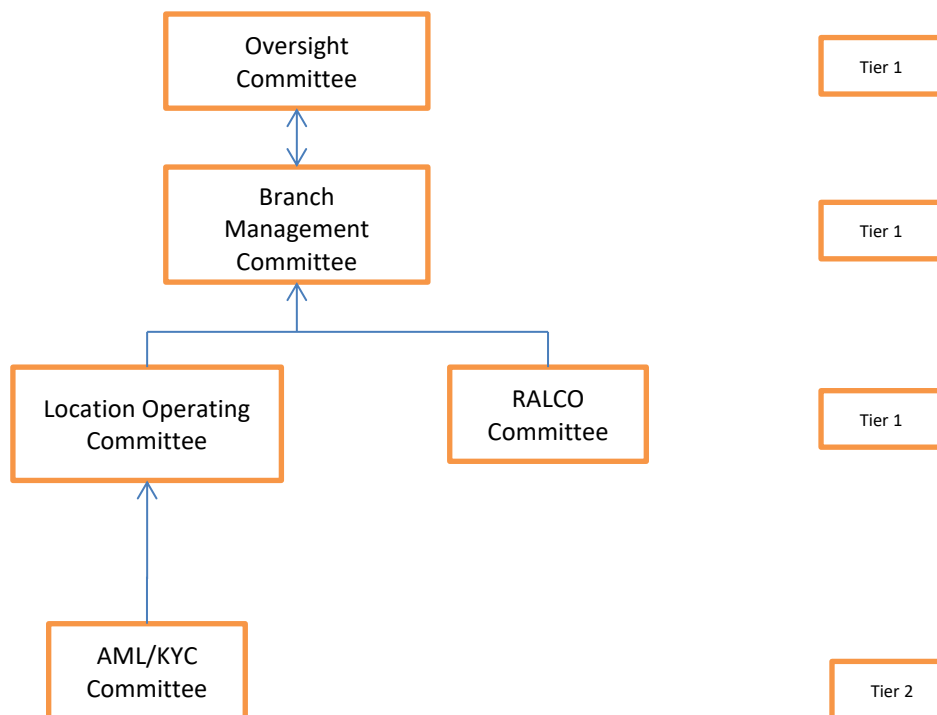 Oversight
Committee
Tier 1
Branch
Management
Committee
Tier 1
Location Operating
Committee
RALCO
Committee
Tier 1
AML/KYC
Committee
Tier 2